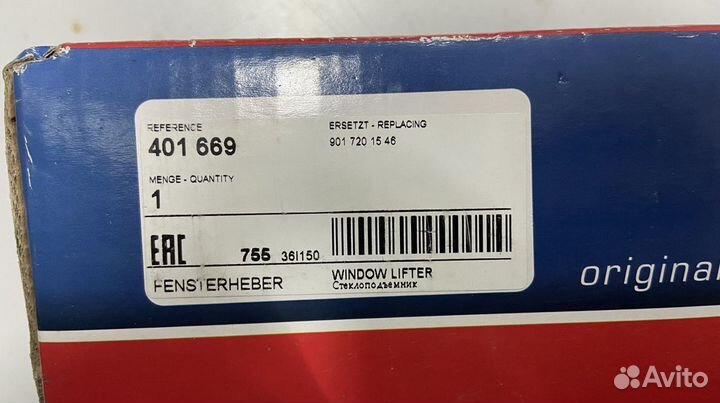 REFERENCE
401 669
ERSETZT - REPLACING
901 720 15 46
MENGE - QUANTITY
1
EAC 755 36I150
FENSTERHEBER
WINDOW LIFTER
Стеклоподъемник
original
Avito